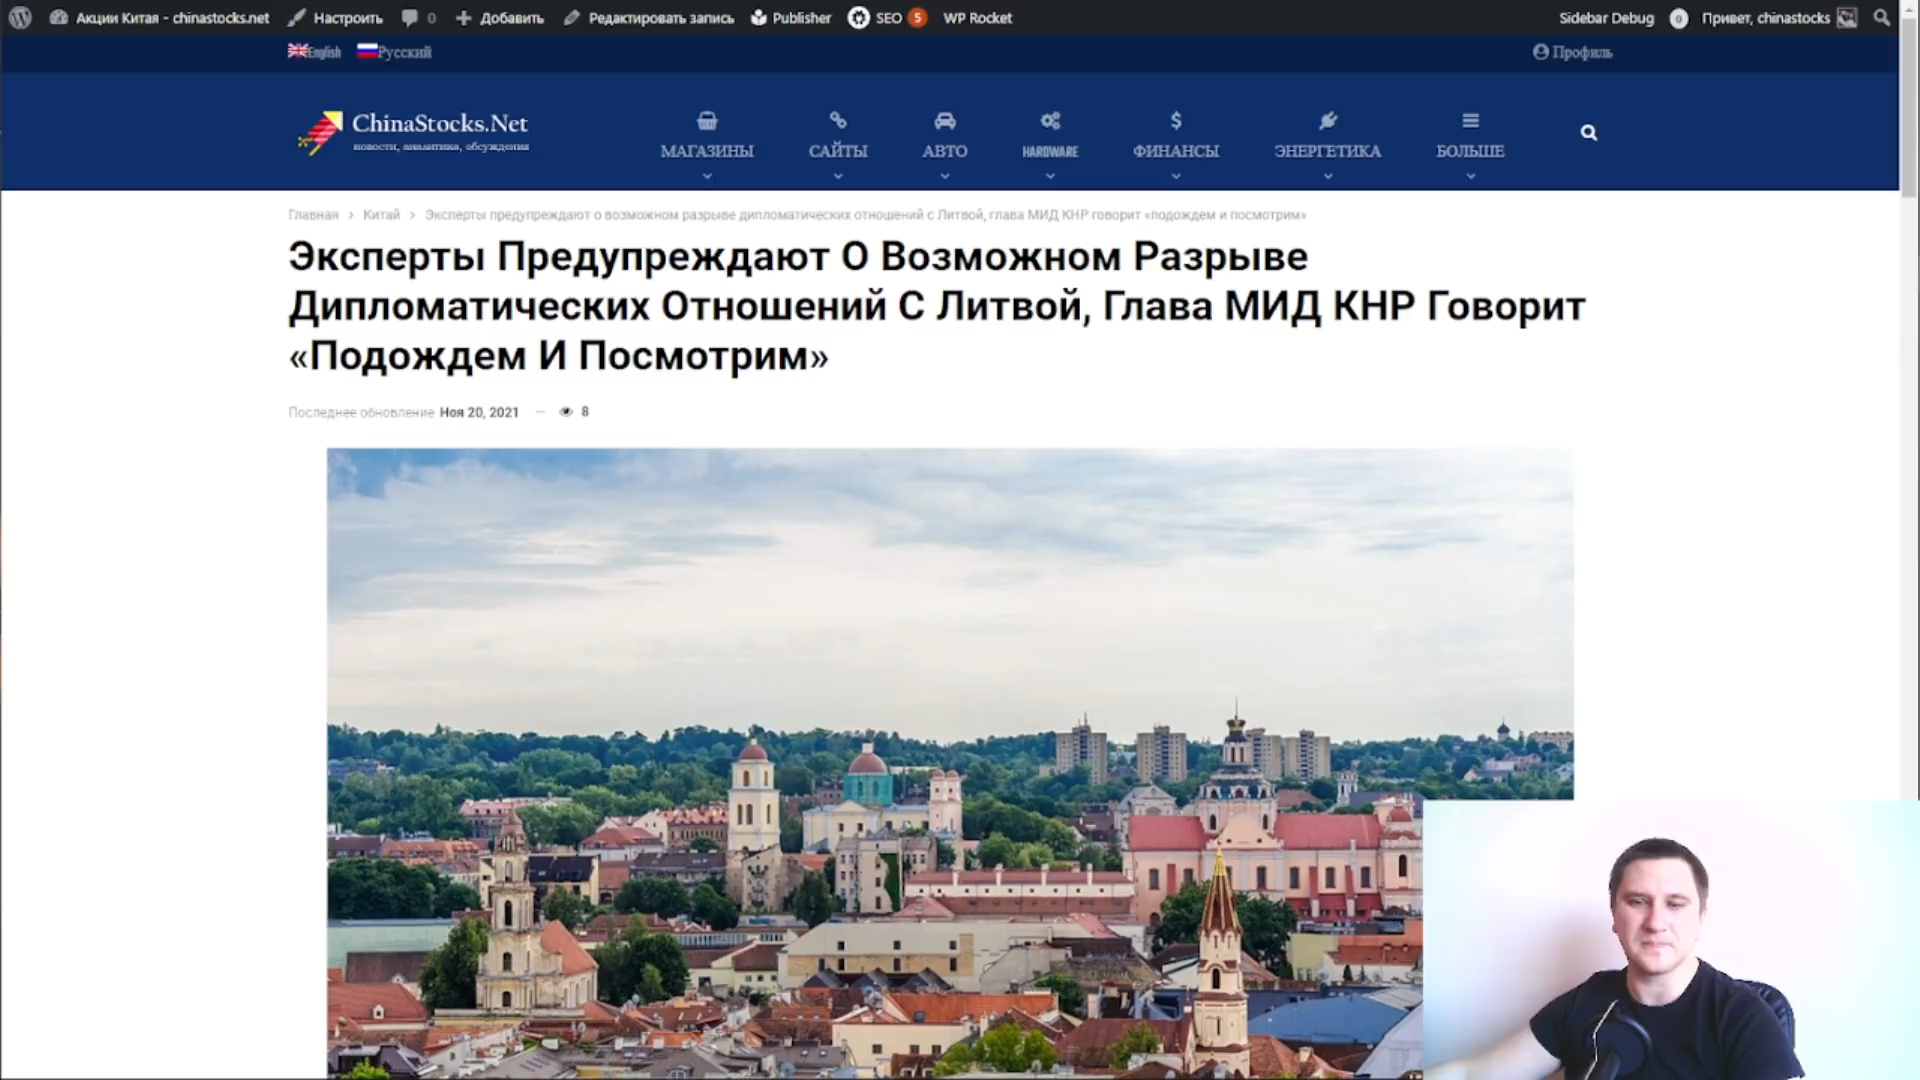 Акции Китая - chinastocks.net Настроить 0 Добавить Редактировать запись Publisher SEO 5 WP Rocket Sidebar Debug 0 Привет, chinastocks
English Русский Профиль
ChinaStocks.Net
новости, аналитика, обсуждения
МАГАЗИНЫ САЙТЫ АВТО HARDWARE ФИНАНСЫ ЭНЕРГЕТИКА БОЛЬШЕ
Главная > Китай > Эксперты предупреждают о возможном разрыве дипломатических отношений с Литвой, глава МИД КНР говорит «подождем и посмотрим»
Эксперты Предупреждают О Возможном Разрыве
Дипломатических Отношений С Литвой, Глава МИД КНР Говорит
«Подождем И Посмотрим»
Последнее обновление Ноя 20, 2021 — 8